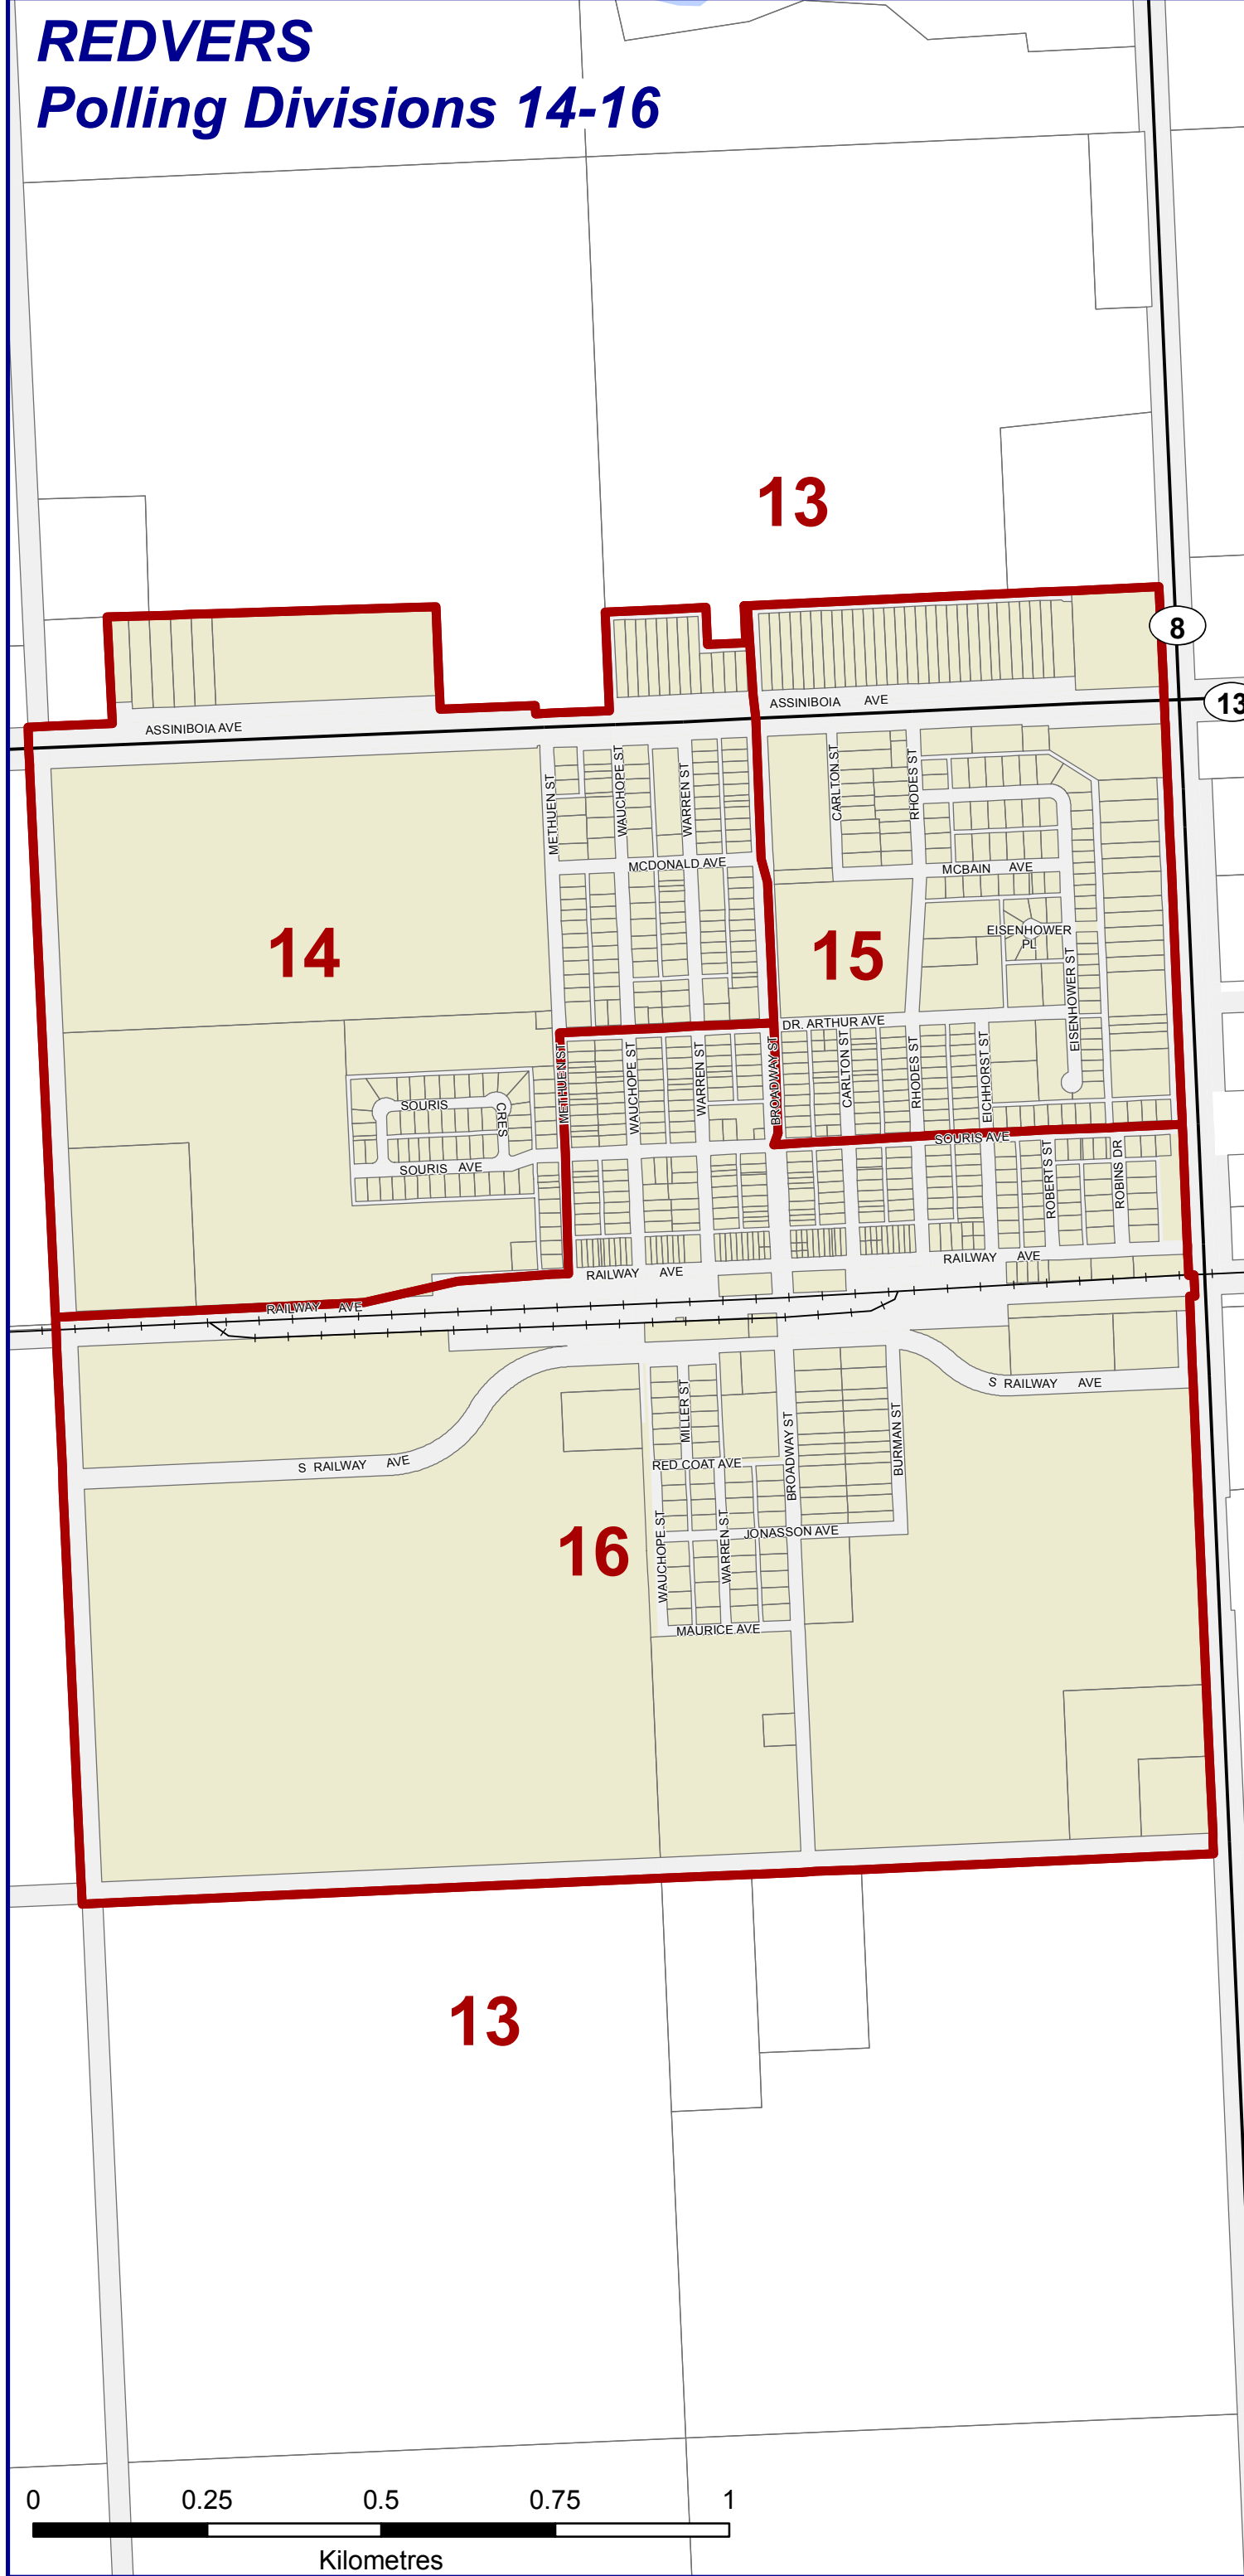 REDVERS
Polling Divisions 14-16
13
8
13
ASSINIBOIA AVE
ASSINIBOIA AVE
METHUEN ST
WAUCHOPE ST
WARREN ST
CARLTON ST
RHODES ST
MCDONALD AVE
MCBAIN AVE
14
15
EISENHOWER
PL
EISENHOWER ST
DR. ARTHUR AVE
METHUEN ST
WAUCHOPE ST
WARREN ST
BROADWAY ST
CARLTON ST
RHODES ST
EICHHORST ST
SOURIS
CRES
SOURIS AVE
SOURIS AVE
ROBERTS ST
ROBINS DR
RAILWAY AVE
RAILWAY AVE
RAILWAY AVE
S RAILWAY AVE
MILLER ST
BROADWAY ST
BURMAN ST
S RAILWAY AVE
RED COAT AVE
16
WAUCHOPE ST
WARREN ST
JONASSON AVE
MAURICE AVE
13
0 0.25 0.5 0.75 1
Kilometres